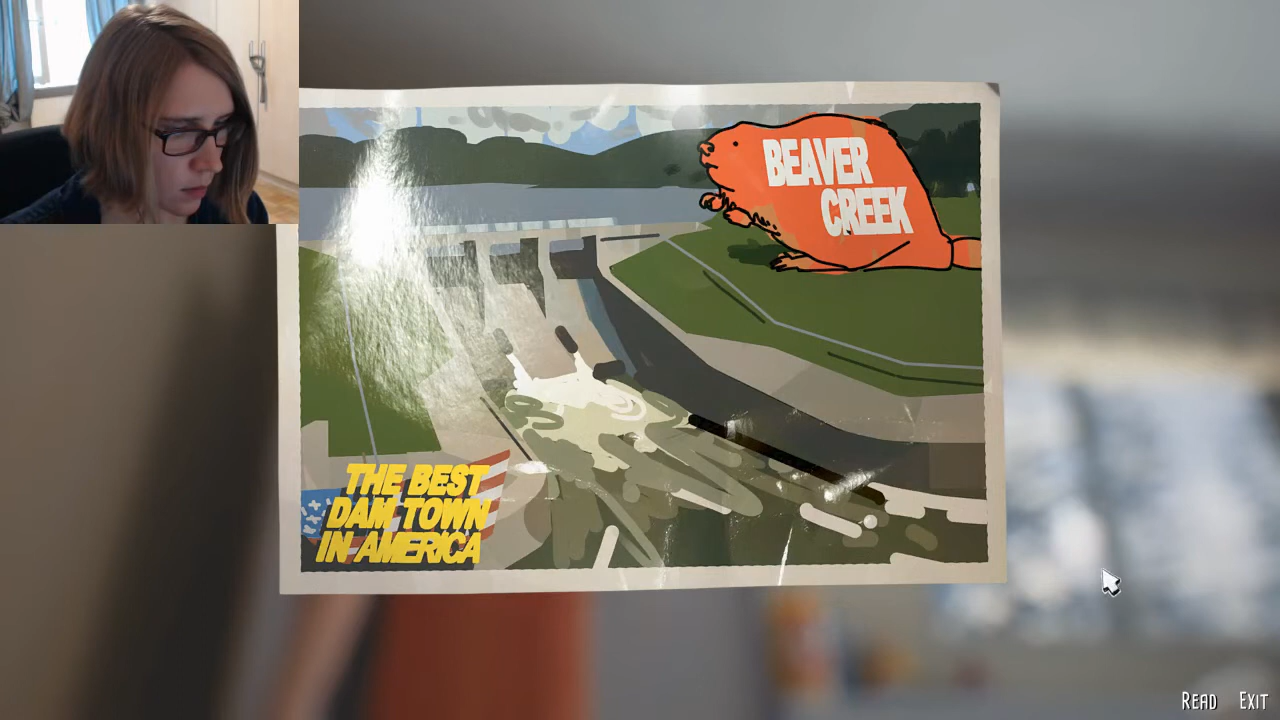 BEAVER
CREEK
THE BEST
DAM TOWN
IN AMERICA
READ EXIT